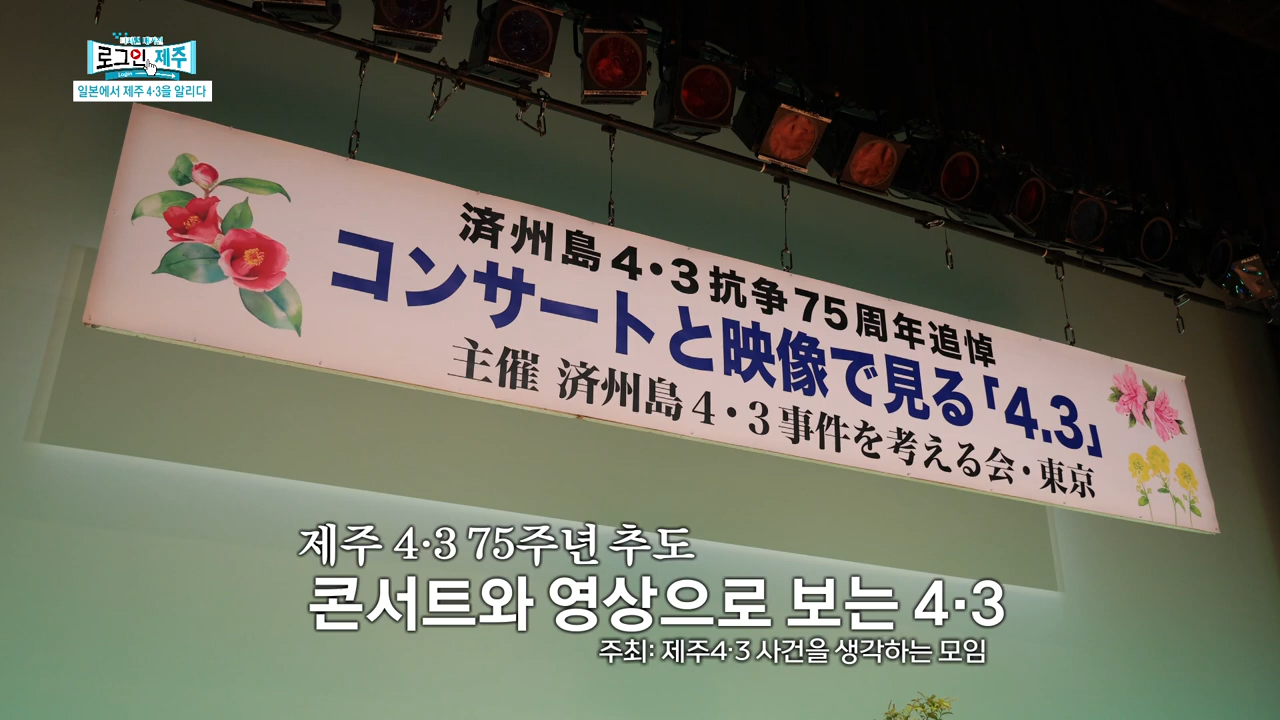 로그인 제주
Login
일본에서 제주 4·3을 알리다
済州島4・3抗争75周年追悼
コンサートと映像で見る「4.3」
主催 済州島4・3事件を考える会・東京
제주 4·3 75주년 추도
콘서트와 영상으로 보는 4·3
주최: 제주4·3 사건을 생각하는 모임